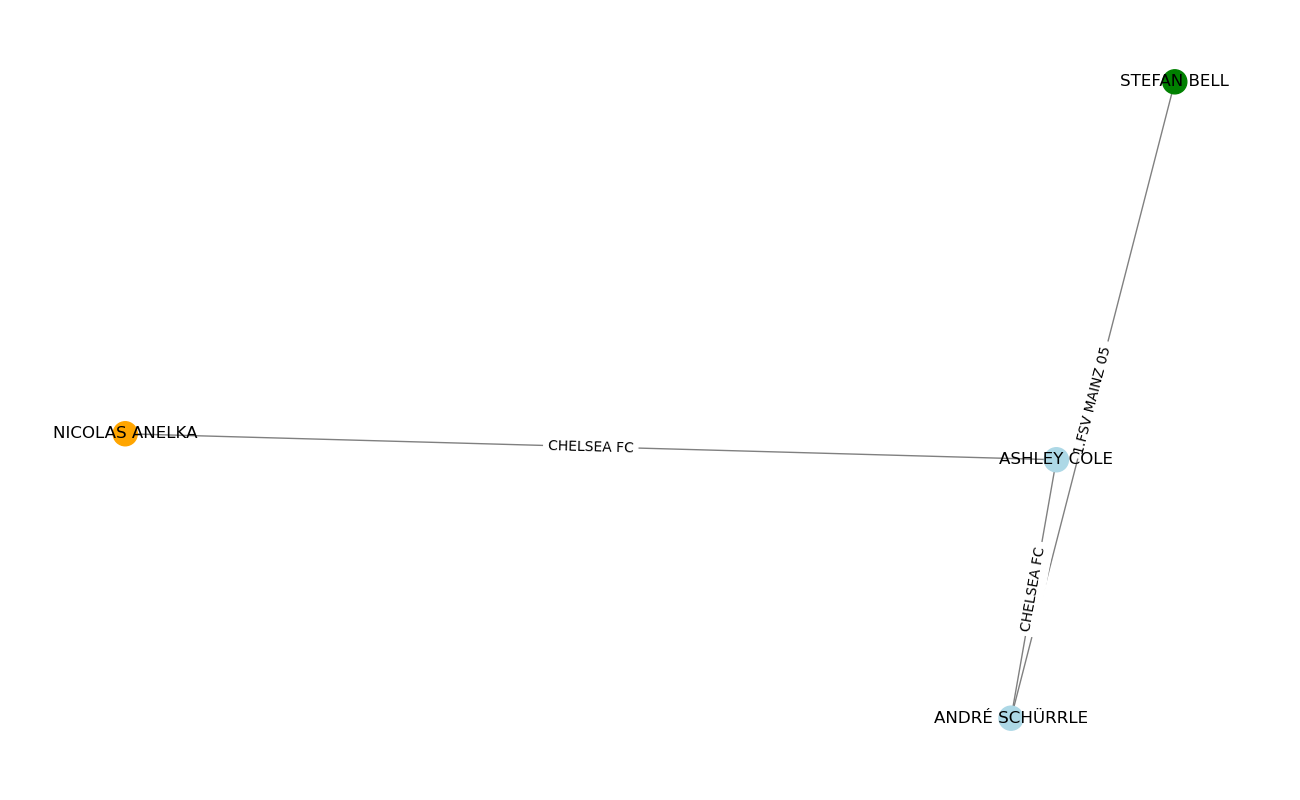 STEFAN BELL
1.FSV MAINZ 05
NICOLAS ANELKA
CHELSEA FC
ASHLEY COLE
CHELSEA FC
ANDRÉ SCHÜRRLE